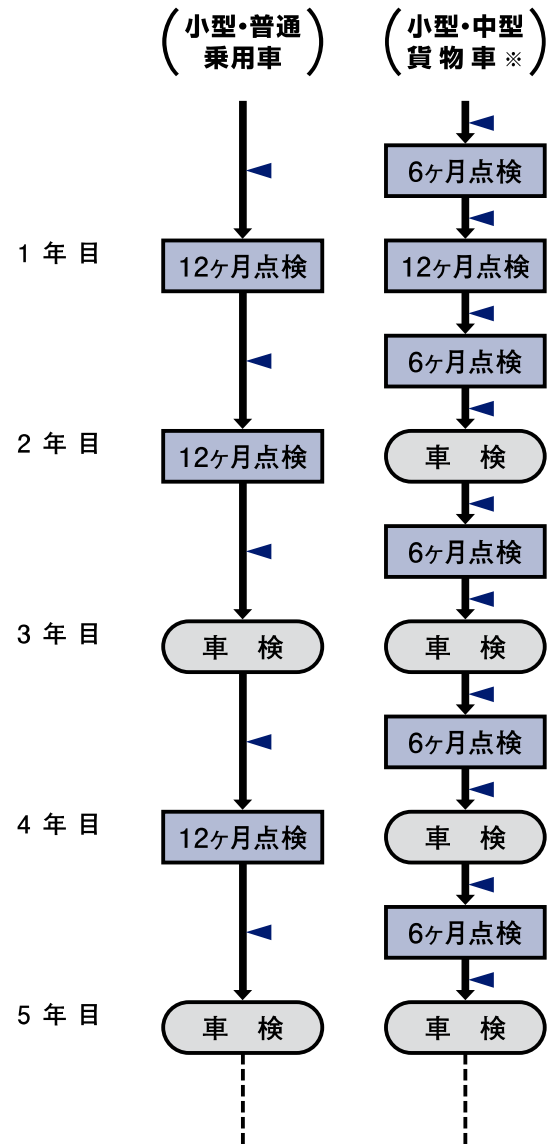 小型・普通
乗用車
小型・中型
貨物車※
6ヶ月点検
1年目
12ヶ月点検
12ヶ月点検
6ヶ月点検
2年目
12ヶ月点検
車 検
6ヶ月点検
3年目
車 検
車 検
6ヶ月点検
4年目
12ヶ月点検
車 検
6ヶ月点検
5年目
車 検
車 検